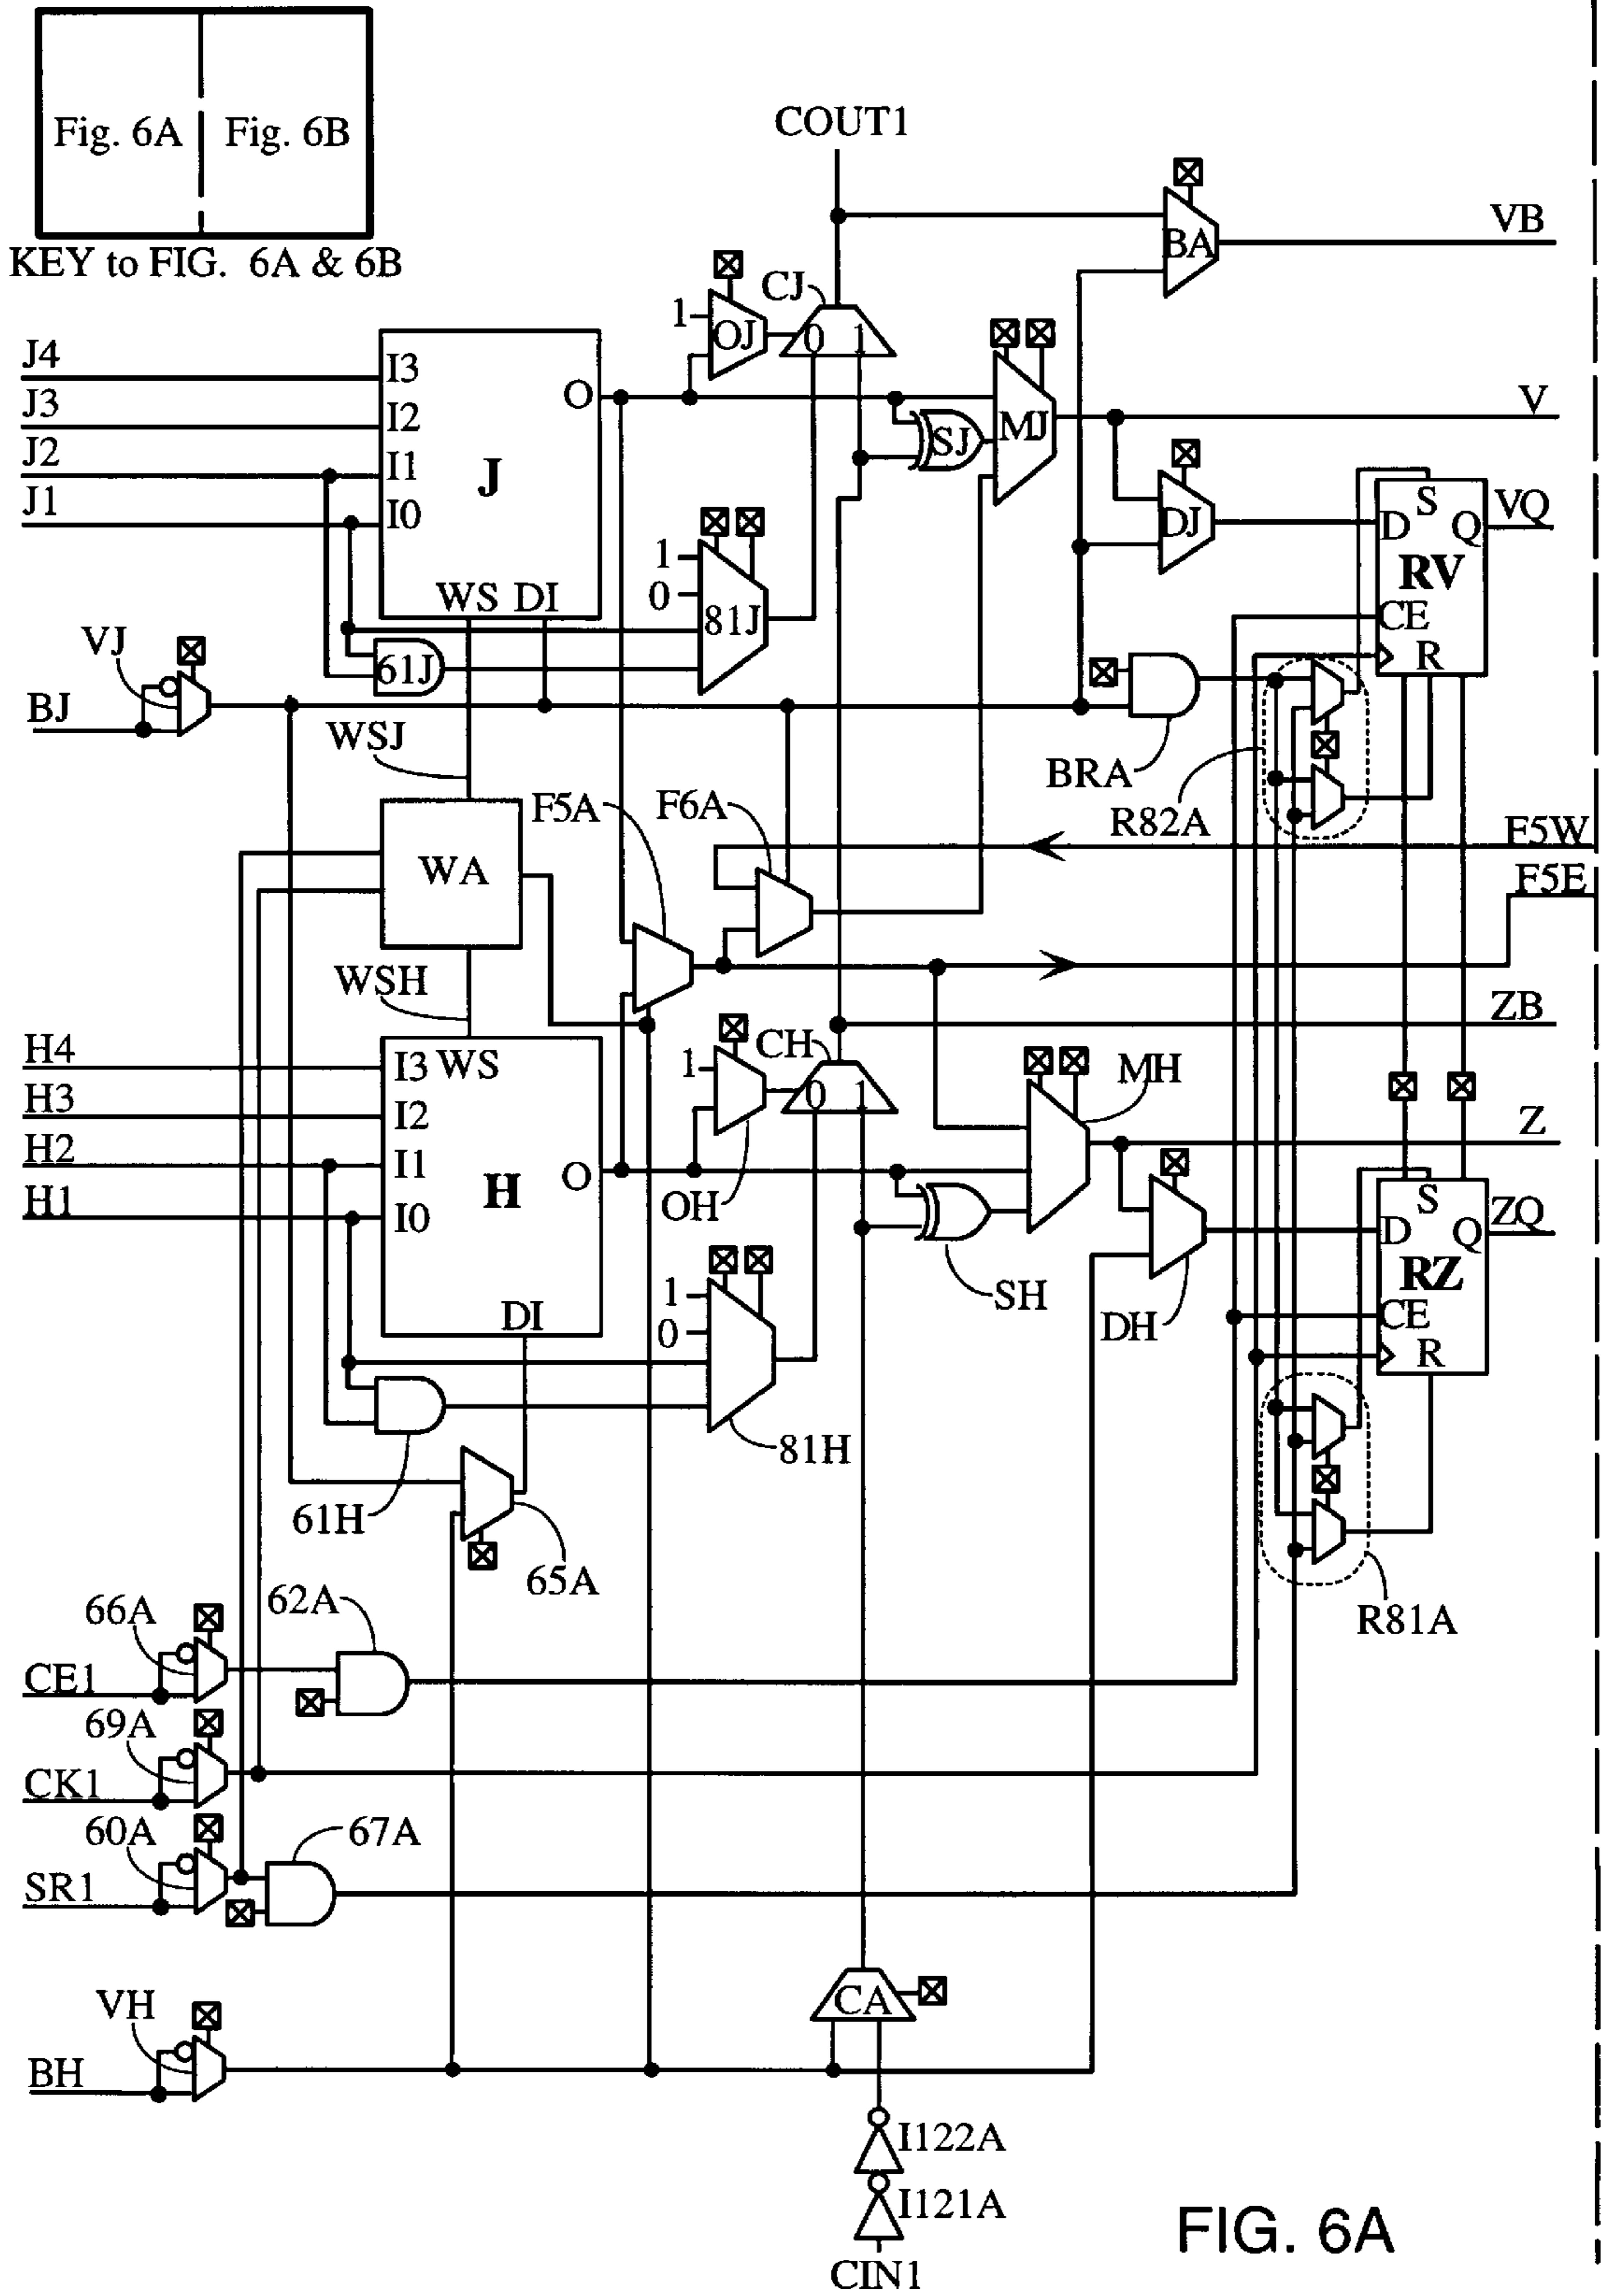 Fig. 6A Fig. 6B
KEY to FIG. 6A & 6B
COUT1
VB
BA
CJ
1
OJ
0 1
J4
J3
J2
J1
I3
I2
I1
I0
O
J
WS DI
SJ
MJ
V
DJ
S
D Q
VQ
RV
CE
R
1
0
81J
61J
VJ
BJ
WSJ
BRA
R82A
F5A
F6A
F5W
F5E
WA
WSH
ZB
CH
1
0 1
MH
H4
H3
H2
H1
I3 WS
I2
I1
I0
O
H
DI
OH
Z
S
D Q
ZQ
RZ
CE
R
SH
DH
1
0
81H
61H
65A
R81A
66A
62A
CE1
69A
CK1
60A
67A
SR1
CA
VH
BH
I122A
I121A
CIN1
FIG. 6A